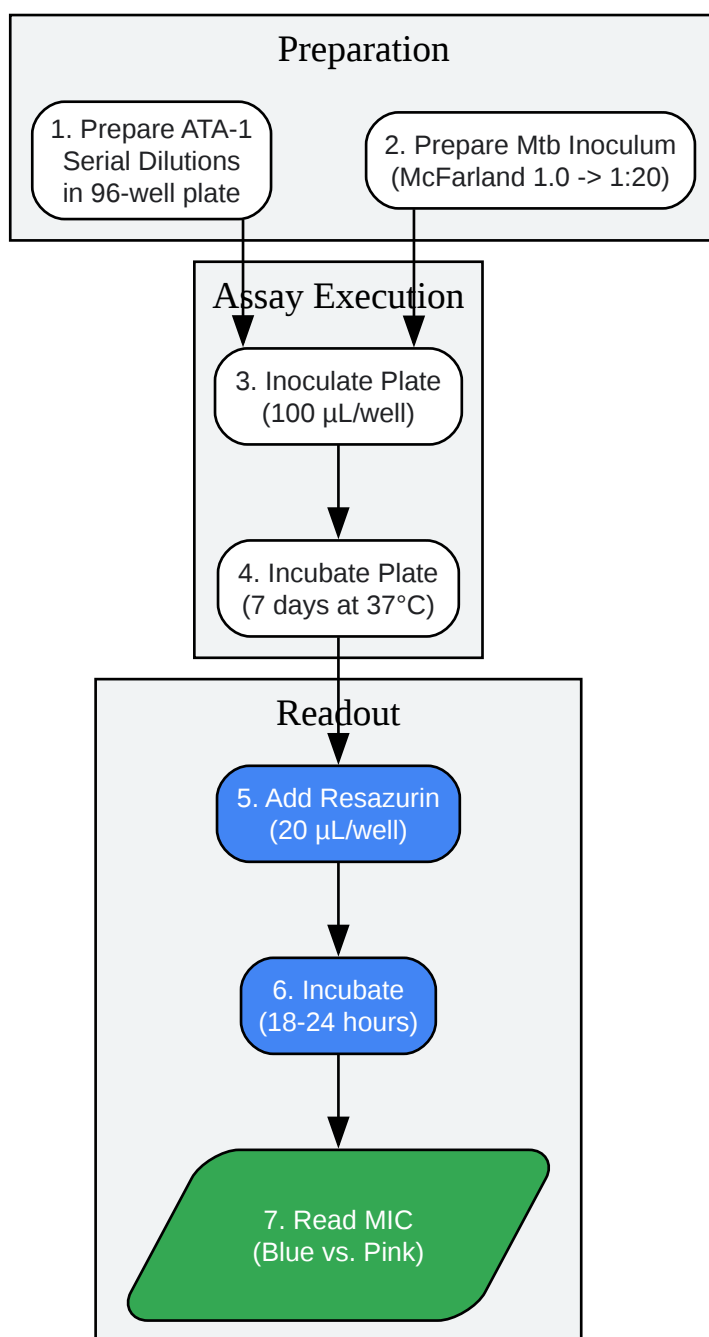 Preparation
1. Prepare ATA-1
Serial Dilutions
in 96-well plate
2. Prepare Mtb Inoculum
(McFarland 1.0 -> 1:20)
Assay Execution
3. Inoculate Plate
(100 µL/well)
4. Incubate Plate
(7 days at 37°C)
Readout
5. Add Resazurin
(20 µL/well)
6. Incubate
(18-24 hours)
7. Read MIC
(Blue vs. Pink)